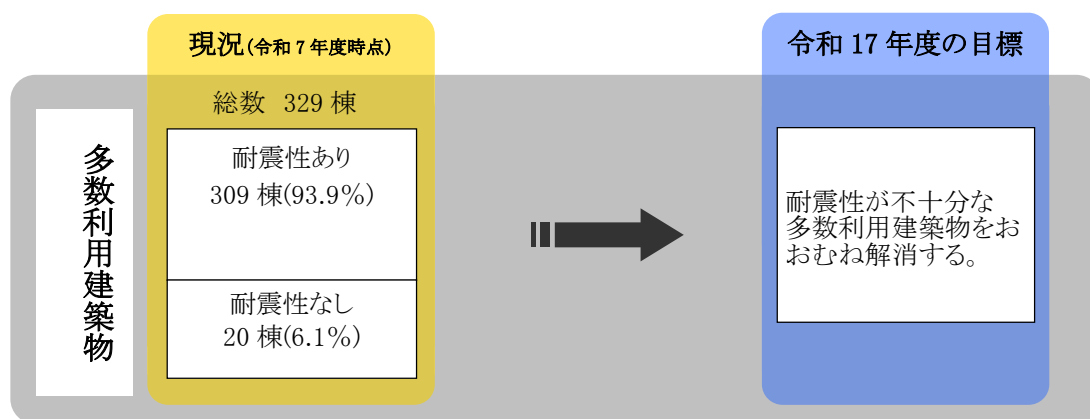 現況(令和7年度時点)
令和17年度の目標
総数 329棟
多数利用建築物
耐震性あり
309棟(93.9%)
耐震性なし
20棟(6.1%)
耐震性が不十分な
多数利用建築物をお
おむね解消する。